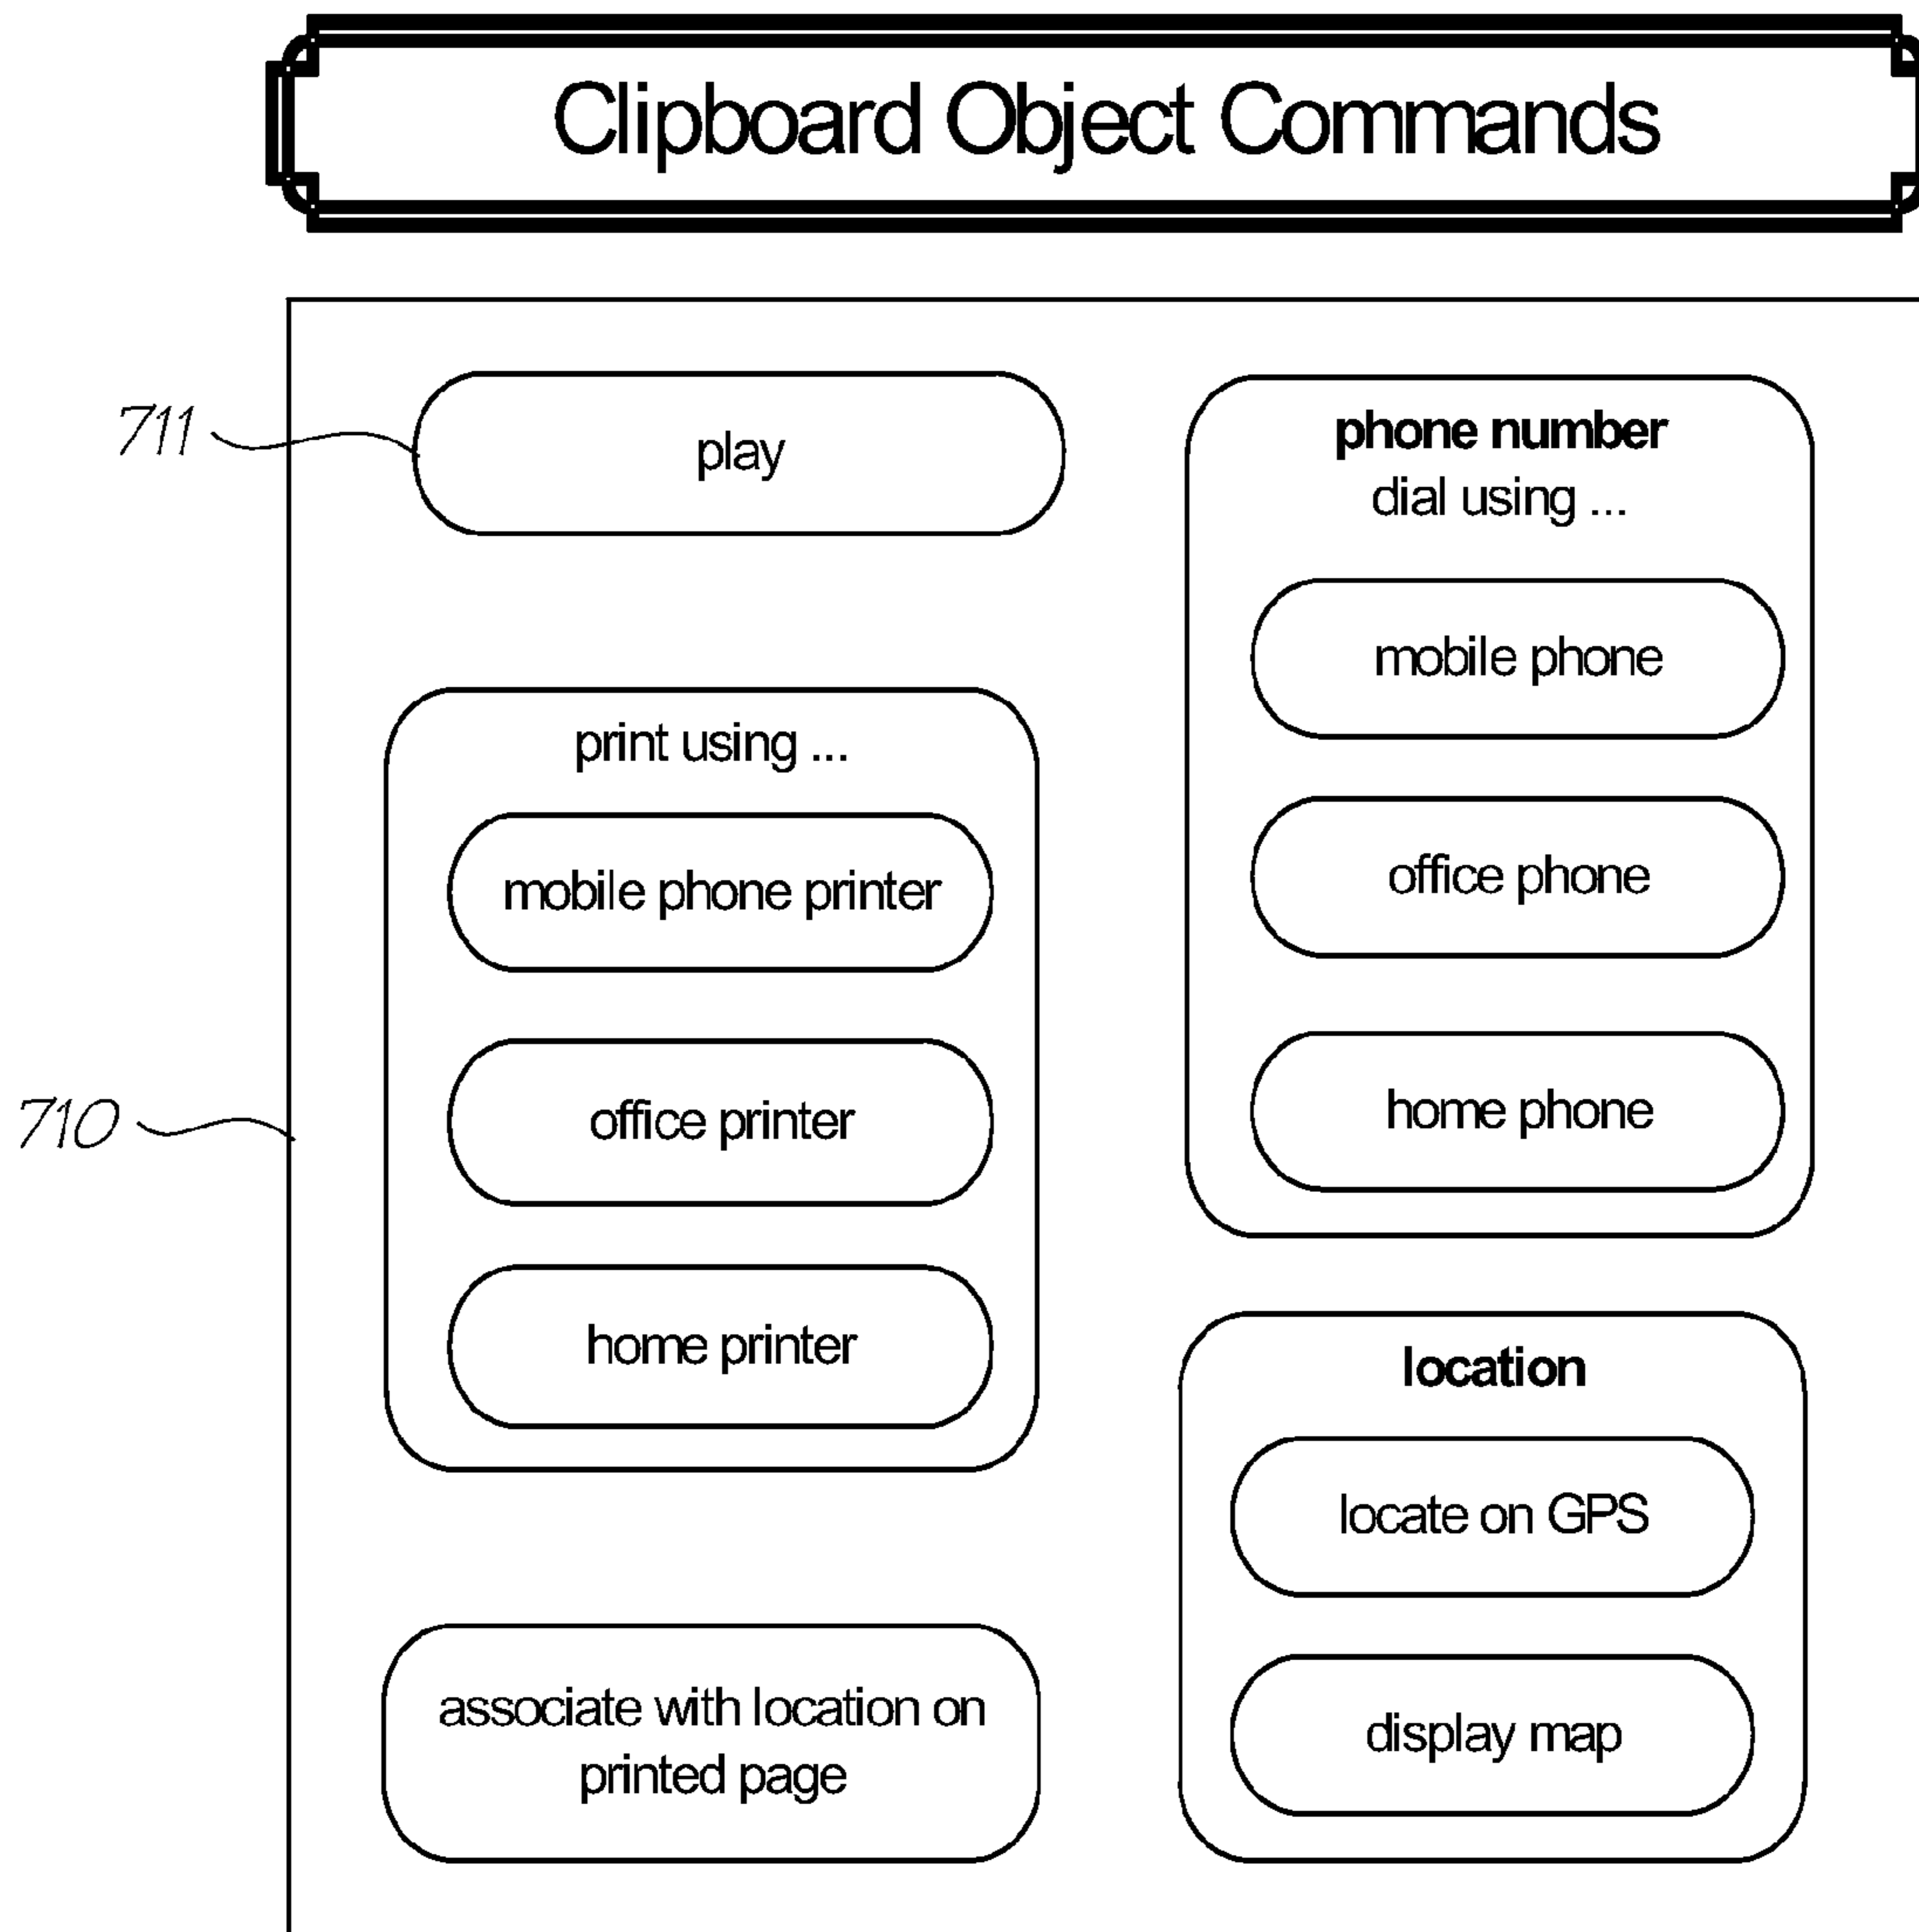 Clipboard Object Commands
711
play
print using ...
mobile phone printer
office printer
home printer
710
associate with location on
printed page
phone number
dial using ...
mobile phone
office phone
home phone
location
locate on GPS
display map